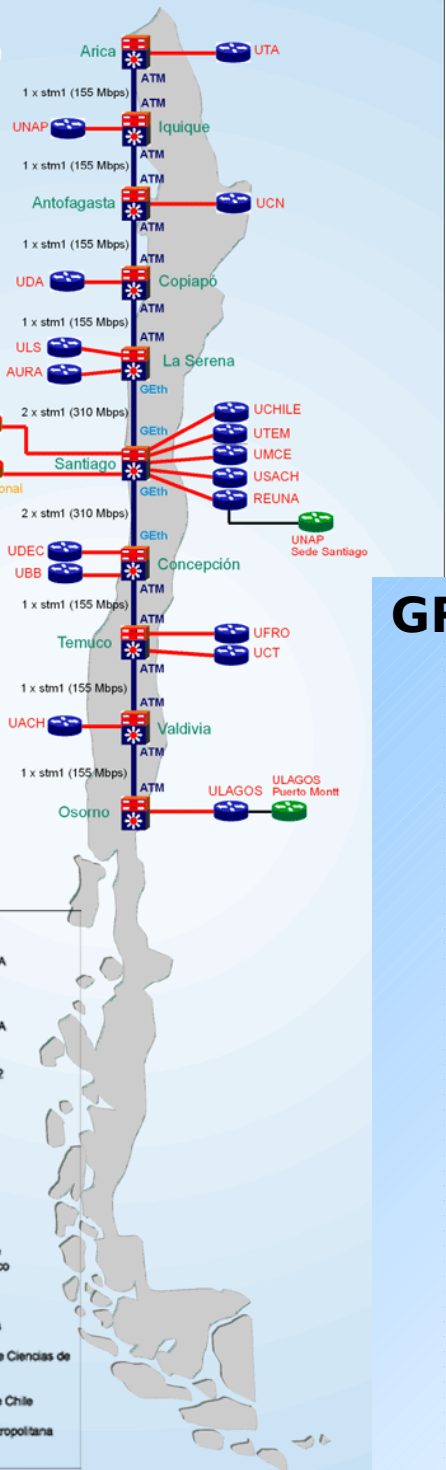 Arica
UTA
ATM
1 x stm1 (155 Mbps)
ATM
UNAP
Iquique
ATM
1 x stm1 (155 Mbps)
ATM
Antofagasta
UCN
ATM
1 x stm1 (155 Mbps)
ATM
UDA
Copiapó
ATM
1 x stm1 (155 Mbps)
ATM
ULS
La Serena
AURA
GEth
2 x stm1 (310 Mbps)
GEth
UCHILE
UTEM
UMCE
Santiago
USACH
onal
GEth
REUNA
2 x stm1 (310 Mbps)
GEth
UNAP
Sede Santiago
UDEC
Concepción
UBB
ATM
1 x stm1 (155 Mbps)
ATM
Temuco
UFRO
UCT
ATM
1 x stm1 (155 Mbps)
ATM
UACH
Valdivia
ATM
1 x stm1 (155 Mbps)
ATM
Osorno
ULAGOS
ULAGOS
Puerto Montt
A
A
2
co
e Ciencias de
e Chile
ropolitana